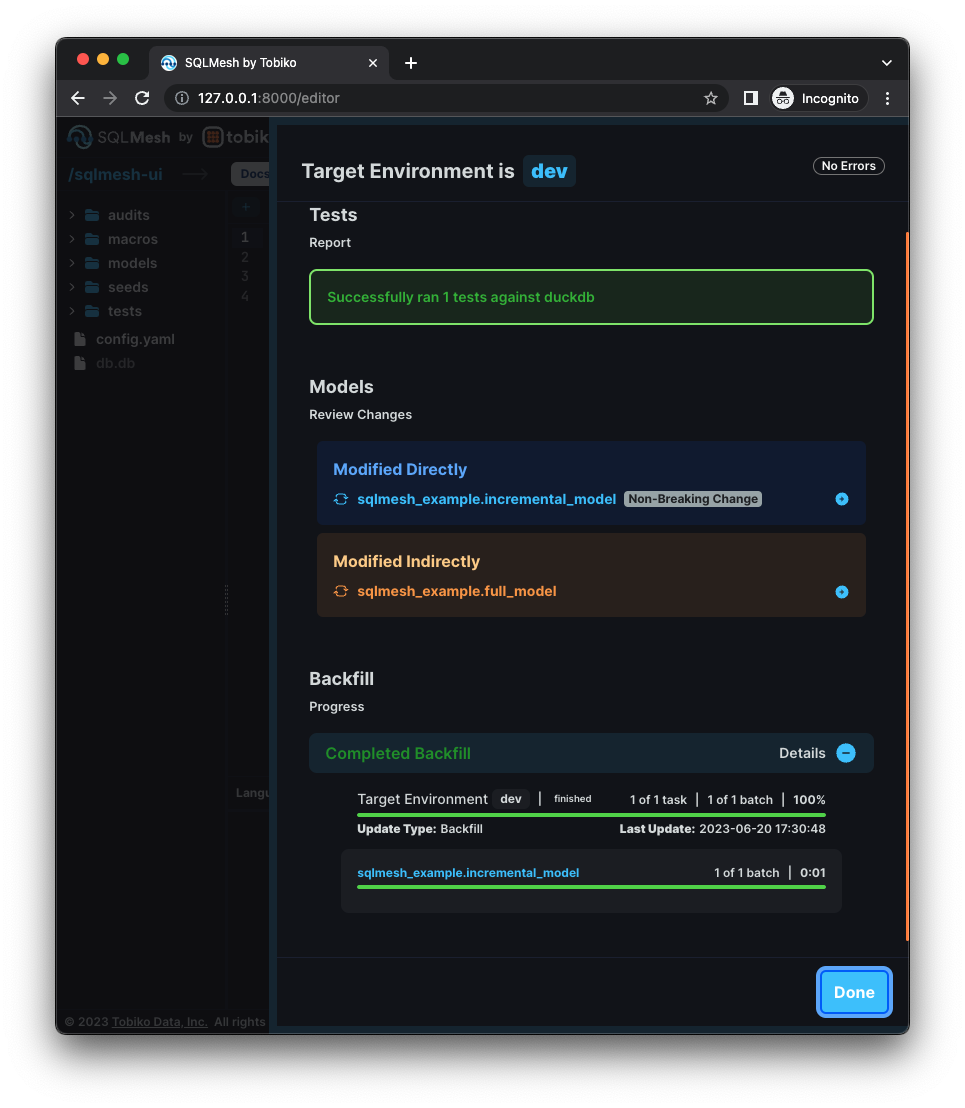 SQLMesh by Tobiko
127.0.0.1:8000/editor
Incognito
SQLMesh by tobik
/sqlmesh-ui
Docs
Target Environment is dev
No Errors
audits
macros
models
seeds
tests
config.yaml
db.db
+
1
2
3
4
Tests
Report
Successfully ran 1 tests against duckdb
Models
Review Changes
Modified Directly
sqlmesh_example.incremental_model Non-Breaking Change
Modified Indirectly
sqlmesh_example.full_model
Backfill
Progress
Completed Backfill Details
Langu
Target Environment dev | finished 1 of 1 task | 1 of 1 batch | 100%
Update Type: Backfill Last Update: 2023-06-20 17:30:48
sqlmesh_example.incremental_model 1 of 1 batch | 0:01
Done
© 2023 Tobiko Data, Inc. All rights